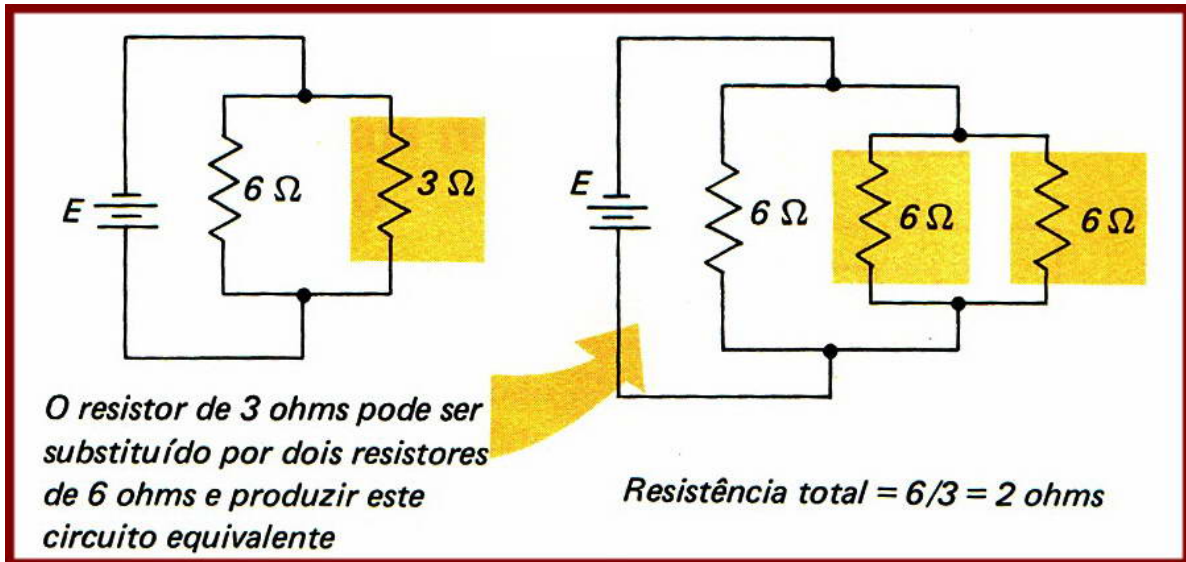 E
6 Ω
3 Ω
O resistor de 3 ohms pode ser
substituído por dois resistores
de 6 ohms e produzir este
circuito equivalente
E
6 Ω
6 Ω
6 Ω
Resistência total = 6/3 = 2 ohms